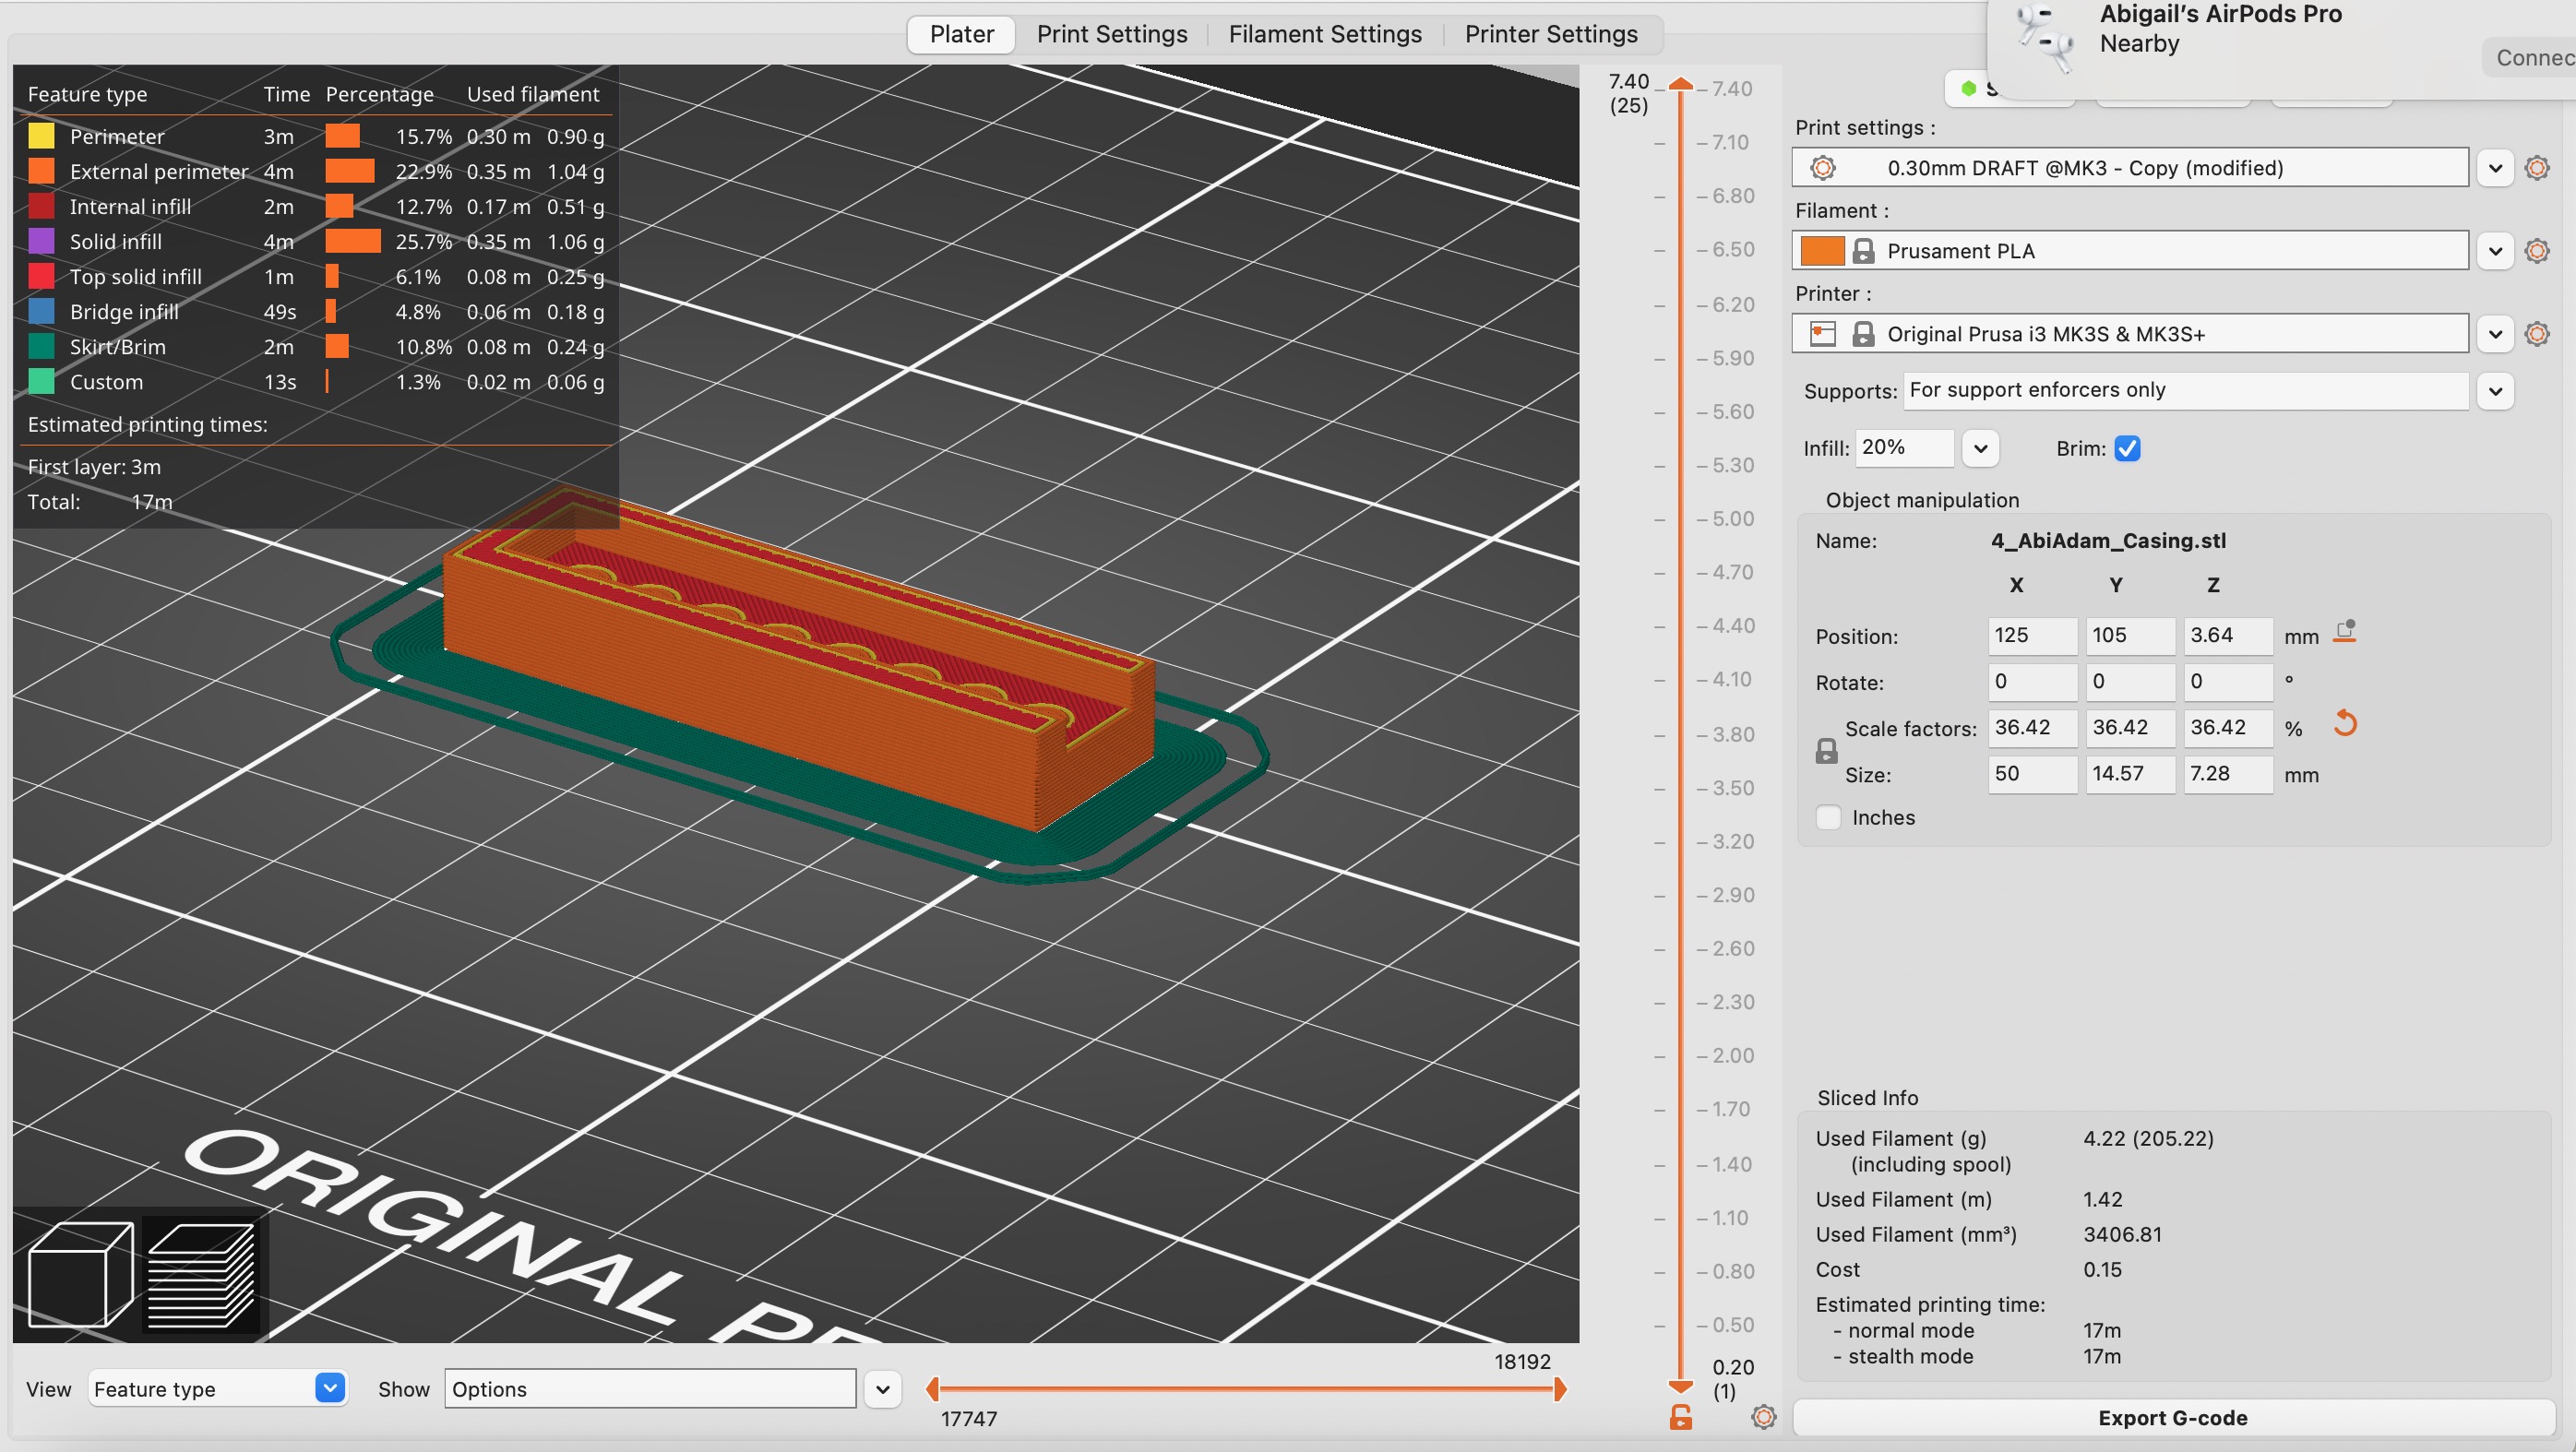 Plater Print Settings Filament Settings Printer Settings
Abigail's AirPods Pro
Nearby
Connec
S
Feature type Time Percentage Used filament
Perimeter 3m 15.7% 0.30 m 0.90 g
External perimeter 4m 22.9% 0.35 m 1.04 g
Internal infill 2m 12.7% 0.17 m 0.51 g
Solid infill 4m 25.7% 0.35 m 1.06 g
Top solid infill 1m 6.1% 0.08 m 0.25 g
Bridge infill 49s 4.8% 0.06 m 0.18 g
Skirt/Brim 2m 10.8% 0.08 m 0.24 g
Custom 13s 1.3% 0.02 m 0.06 g
Estimated printing times:
First layer: 3m
Total: 17m
ORIGINAL PR
7.40
(25)
7.40
7.10
6.80
6.50
6.20
5.90
5.60
5.30
5.00
4.70
4.40
4.10
3.80
3.50
3.20
2.90
2.60
2.30
2.00
1.70
1.40
1.10
0.80
0.50
0.20
(1)
Print settings :
0.30mm DRAFT @MK3 - Copy (modified)
Filament :
Prusament PLA
Printer :
Original Prusa i3 MK3S & MK3S+
Supports: For support enforcers only
Infill: 20% Brim:
Object manipulation
Name: 4_AbiAdam_Casing.stl
X Y Z
Position: 125 105 3.64 mm
Rotate: 0 0 0 °
Scale factors: 36.42 36.42 36.42 %
Size: 50 14.57 7.28 mm
Inches
Sliced Info
Used Filament (g) 4.22 (205.22)
(including spool)
Used Filament (m) 1.42
Used Filament (mm³) 3406.81
Cost 0.15
Estimated printing time:
- normal mode 17m
- stealth mode 17m
Export G-code
View Feature type Show Options
18192
17747